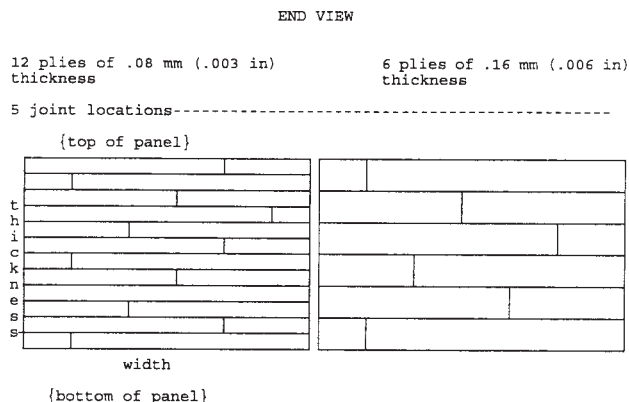 END VIEW
12 plies of .08 mm (.003 in)
thickness
6 plies of .16 mm (.006 in)
thickness
5 joint locations--------------------------------------------
{top of panel}
thickness
width
{bottom of panel}